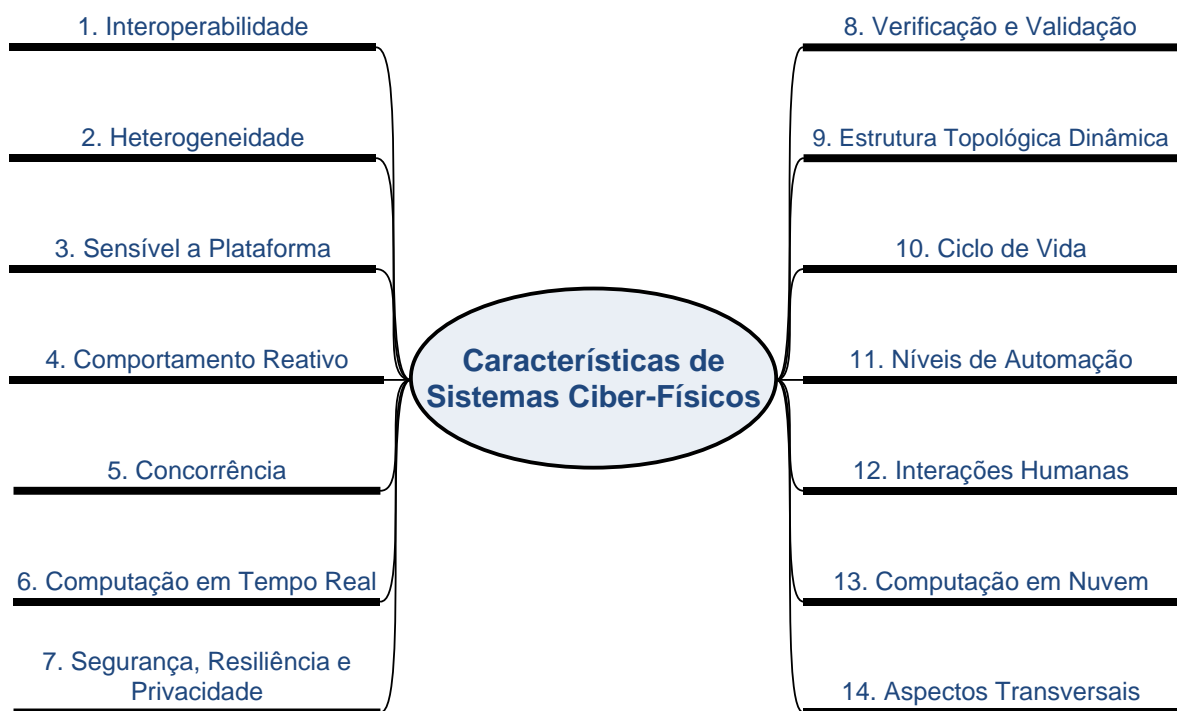 1. Interoperabilidade
2. Heterogeneidade
3. Sensível a Plataforma
4. Comportamento Reativo
5. Concorrência
6. Computação em Tempo Real
7. Segurança, Resiliência e
Privacidade
Características de
Sistemas Ciber-Físicos
8. Verificação e Validação
9. Estrutura Topológica Dinâmica
10. Ciclo de Vida
11. Níveis de Automação
12. Interações Humanas
13. Computação em Nuvem
14. Aspectos Transversais